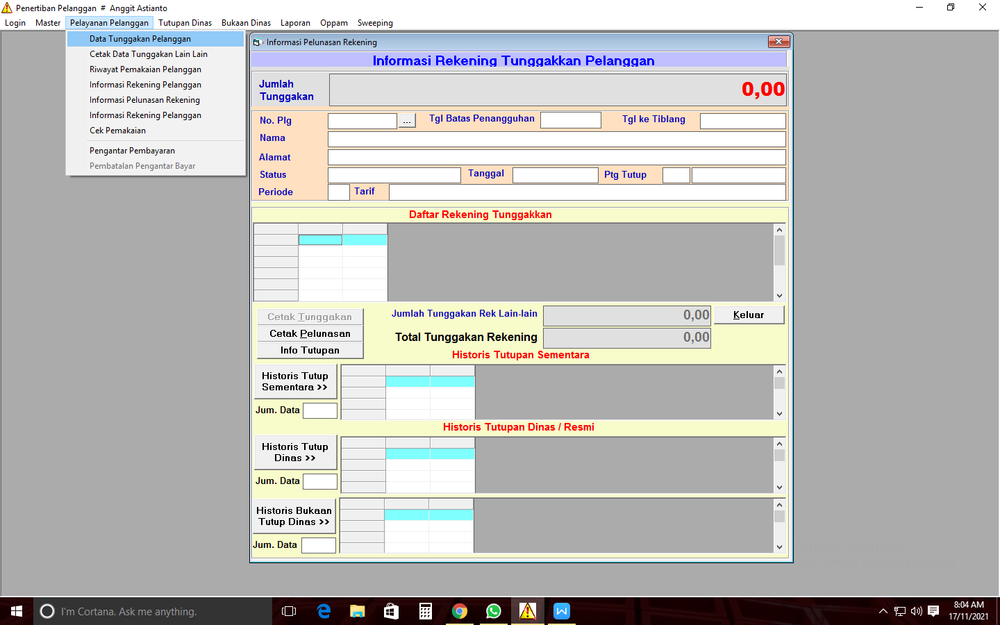 Penertiban Pelanggan # Anggit Astianto
Login Master Pelayanan Pelanggan Tutupan Dinas Bukaan Dinas Laporan Oppam Sweeping
Data Tunggakan Pelanggan
Cetak Data Tunggakan Lain Lain
Riwayat Pemakaian Pelanggan
Informasi Rekening Pelanggan
Informasi Pelunasan Rekening
Informasi Rekening Pelanggan
Cek Pemakaian
Pengantar Pembayaran
Pembatalan Pengantar Bayar
Informasi Pelunasan Rekening
Informasi Rekening Tunggakkan Pelanggan
Jumlah
Tunggakan
0,00
No. Plg ... Tgl Batas Penangguhan Tgl ke Tiblang
Nama
Alamat
Status Tanggal Ptg Tutup
Periode Tarif
Daftar Rekening Tunggakkan
Cetak Tunggakan
Cetak Pelunasan
Info Tutupan
Jumlah Tunggakan Rek Lain-lain 0,00 Keluar
Total Tunggakan Rekening 0,00
Historis Tutupan Sementara
Historis Tutup
Sementara >>
Jum. Data
Historis Tutupan Dinas / Resmi
Historis Tutup
Dinas >>
Jum. Data
Historis Bukaan
Tutup Dinas >>
Jum. Data
I'm Cortana. Ask me anything.
8:04 AM
17/11/2021